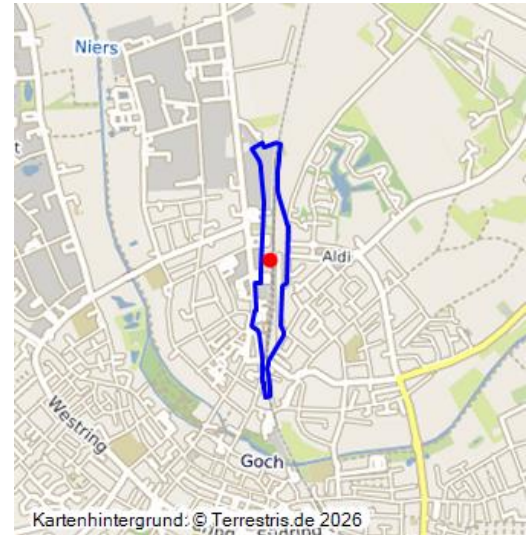 Niers
Aldi
Westring
Goch
Kartenhintergrund: © Terrestris.de 2026